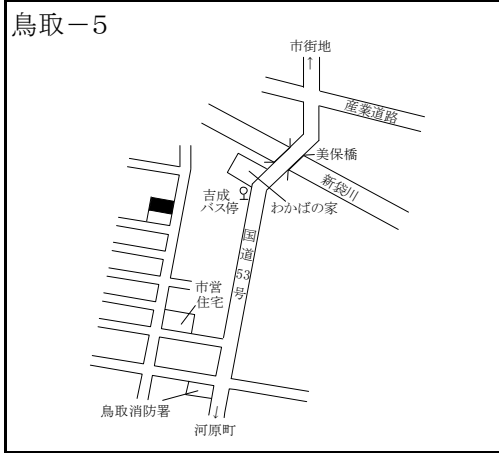 鳥取－5
市街地
↑
産業道路
美保橋
新袋川
吉成
バス停
わかばの家
国道53号
市営
住宅
鳥取消防署
↓
河原町